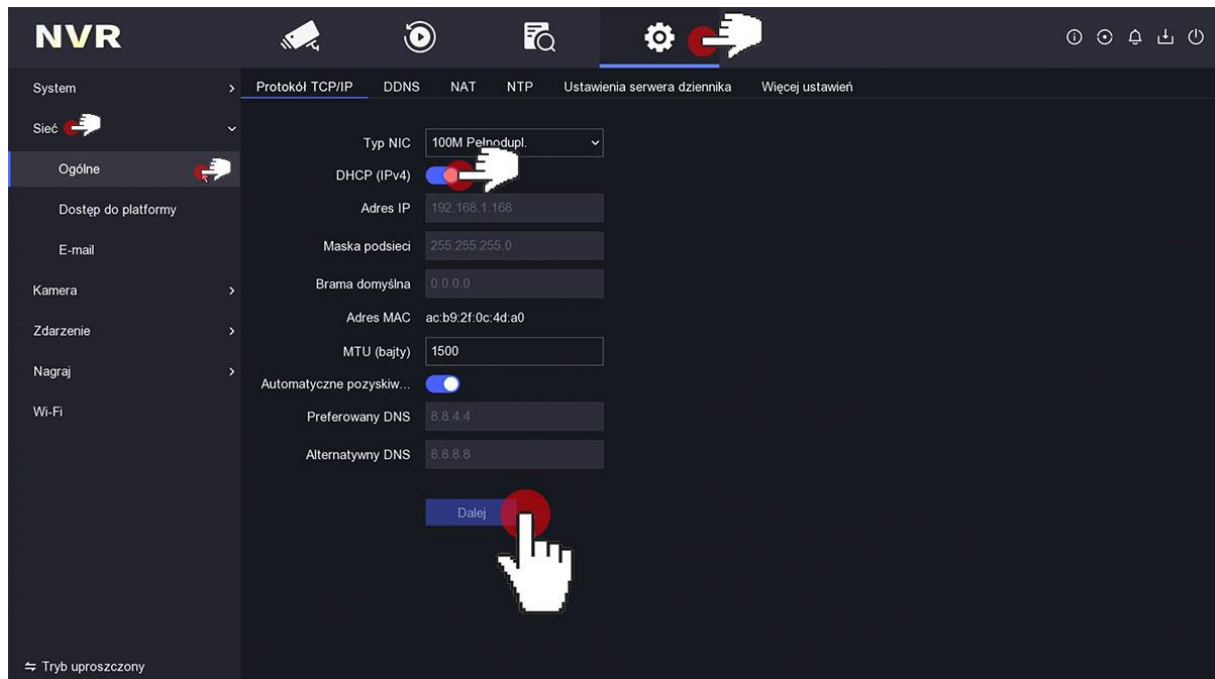 NVR
System
Sieć
Ogólne
Dostęp do platformy
E-mail
Kamera
Zdarzenie
Nagraj
Wi-Fi
Tryb uproszczony
Protokół TCP/IP DDNS NAT NTP Ustawienia serwera dziennika Więcej ustawień
Typ NIC 100M Pełnodupl.
DHCP (IPv4)
Adres IP 192.168.1.168
Maska podsieci 255.255.255.0
Brama domyślna 0.0.0.0
Adres MAC ac:b9:2f:0c:4d:a0
MTU (bajty) 1500
Automatyczne pozyskiw...
Preferowany DNS 8.8.4.4
Alternatywny DNS 8.8.8.8
Dalej